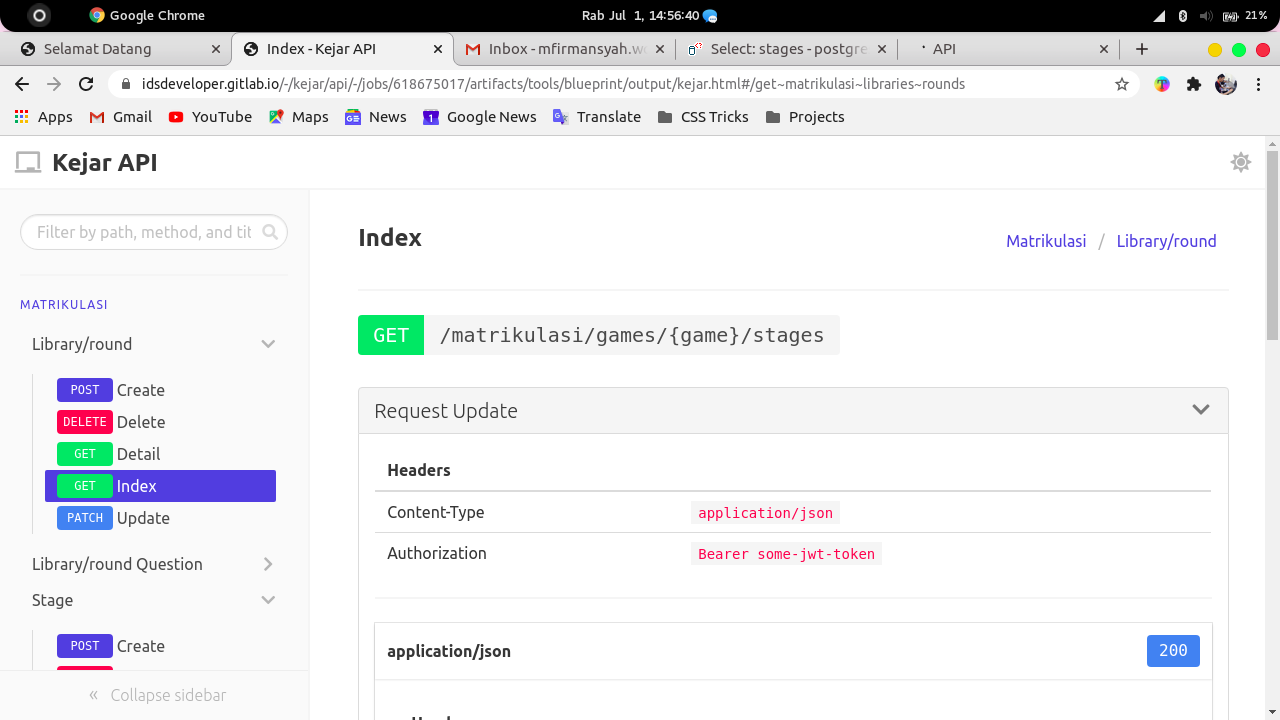 Google Chrome
Rab Jul 1, 14:56:40
21%
Selamat Datang
Index - Kejar API
Inbox - mfirmansyah.w
Select: stages - postgre
API
idsdeveloper.gitlab.io/-/kejar/api/-/jobs/618675017/artifacts/tools/blueprint/output/kejar.html#/get~matrikulasi~libraries~rounds
Apps
Gmail
YouTube
Maps
News
Google News
Translate
CSS Tricks
Projects
Kejar API
Filter by path, method, and tit
MATRIKULASI
Library/round
POST Create
DELETE Delete
GET Detail
GET Index
PATCH Update
Library/round Question
Stage
POST Create
« Collapse sidebar
Index
Matrikulasi / Library/round
GET /matrikulasi/games/{game}/stages
Request Update
Headers
Content-Type application/json
Authorization Bearer some-jwt-token
application/json 200